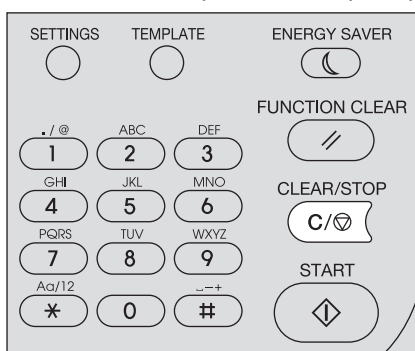 SETTINGS TEMPLATE ENERGY SAVER
FUNCTION CLEAR
. / @ ABC DEF
1 2 3
GHI JKL MNO CLEAR/STOP
4 5 6 C/
PQRS TUV WXYZ
7 8 9 START
Aa/12 ⎵–+
* 0 #